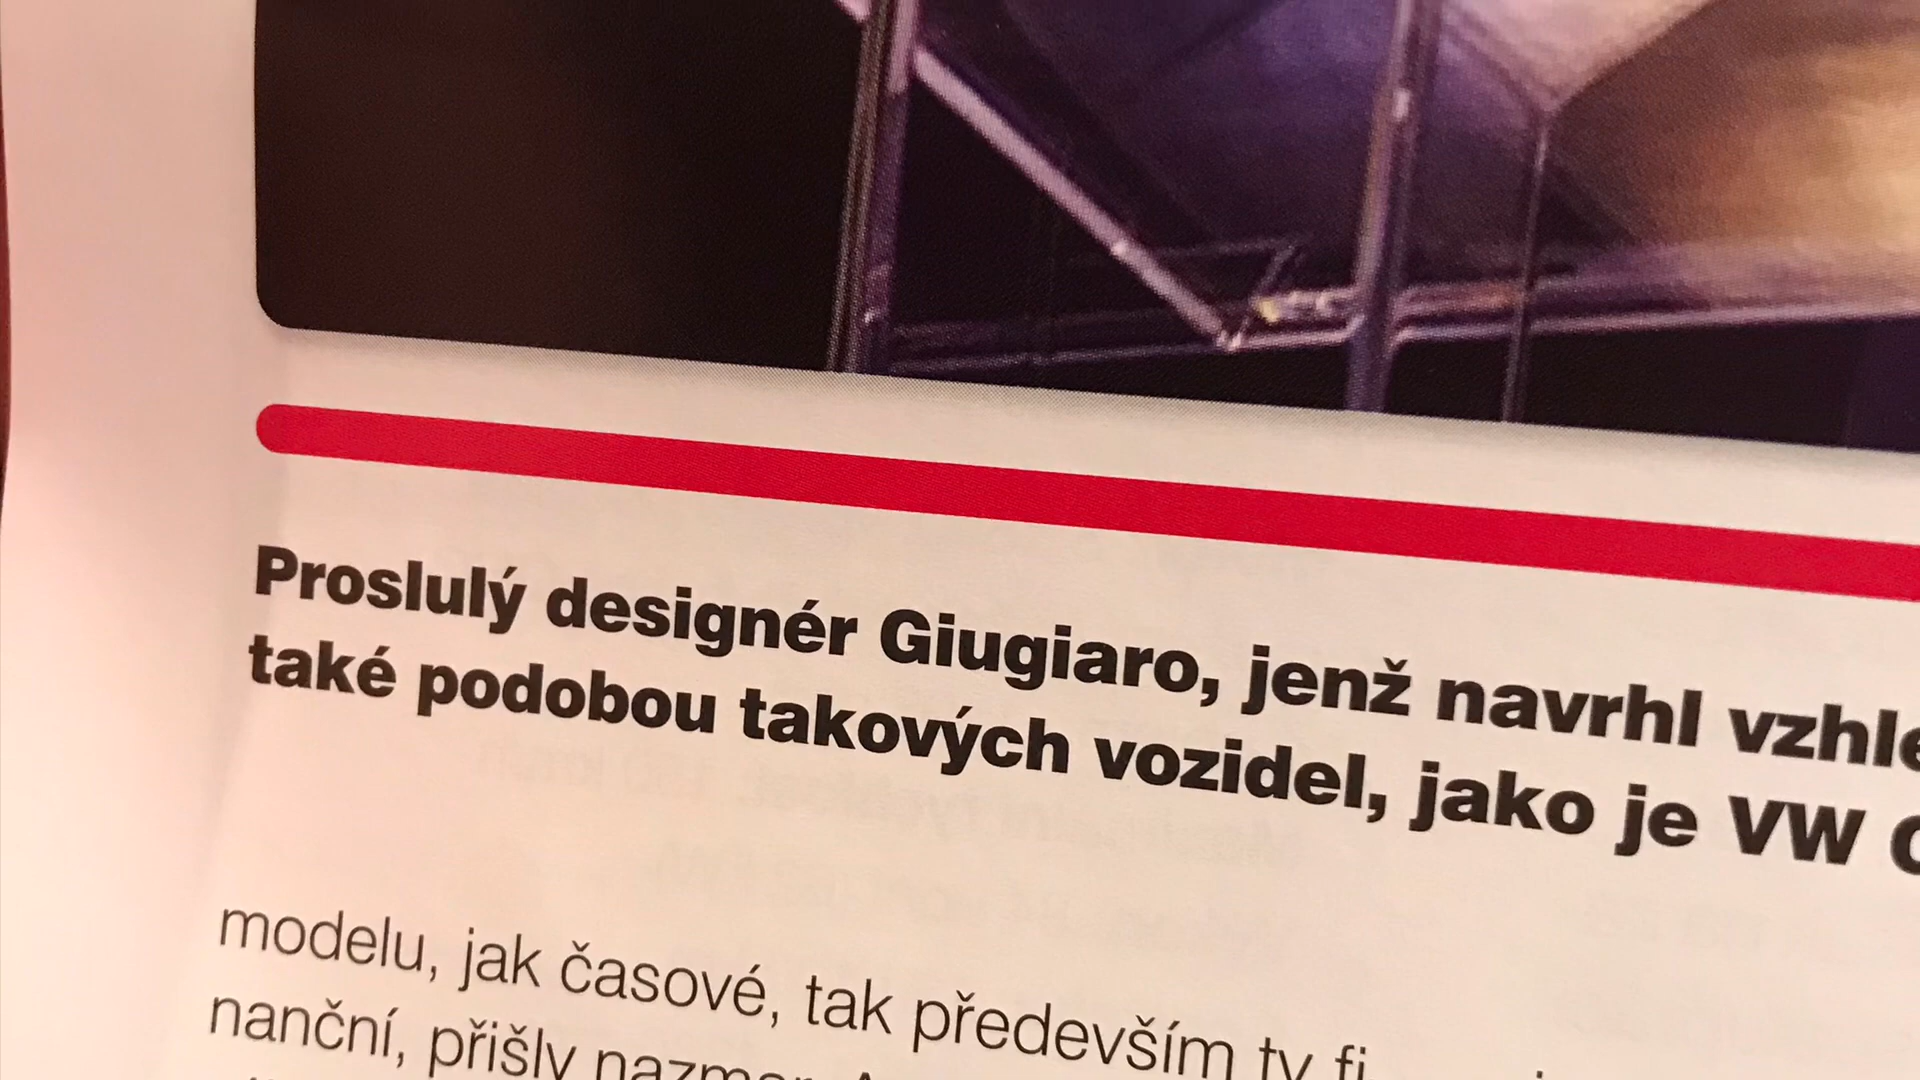 Proslulý designér Giugiaro, jenž navrhl
také podobou takových vozidel, jako je VW
modelu, jak časové, tak především ty fi
nanční, přišly